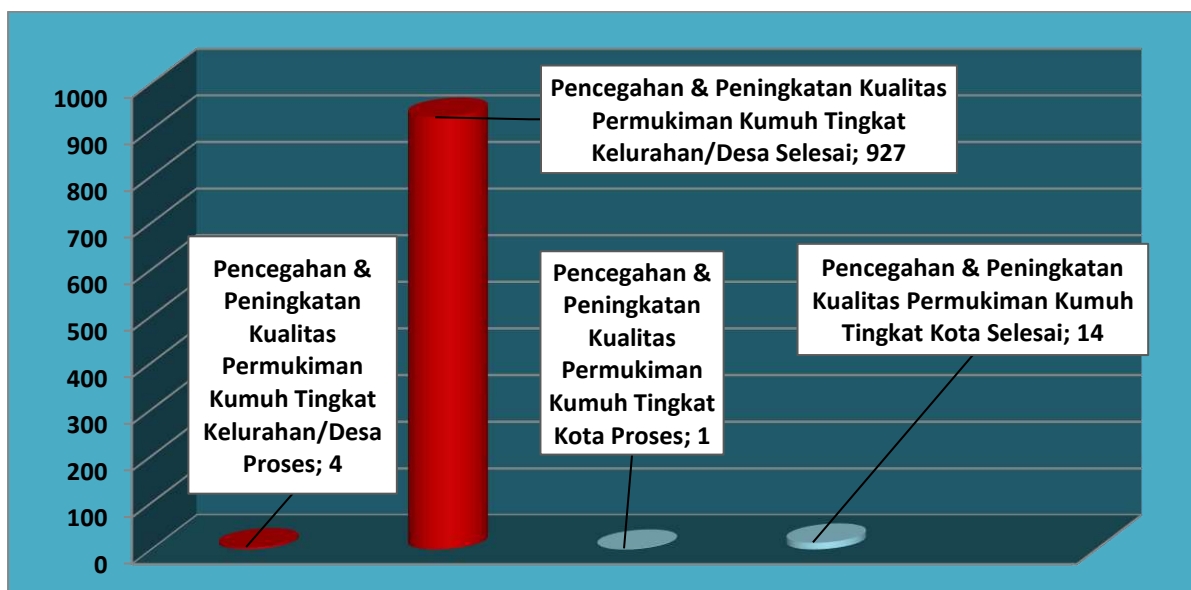 1000
900
800
700
600
500
400
300
200
100
0
Pencegahan &
Peningkatan
Kualitas
Permukiman
Kumuh Tingkat
Kelurahan/Desa
Proses; 4
Pencegahan & Peningkatan Kualitas
Permukiman Kumuh Tingkat
Kelurahan/Desa Selesai; 927
Pencegahan &
Peningkatan
Kualitas
Permukiman
Kumuh Tingkat
Kota Proses; 1
Pencegahan & Peningkatan
Kualitas Permukiman Kumuh
Tingkat Kota Selesai; 14